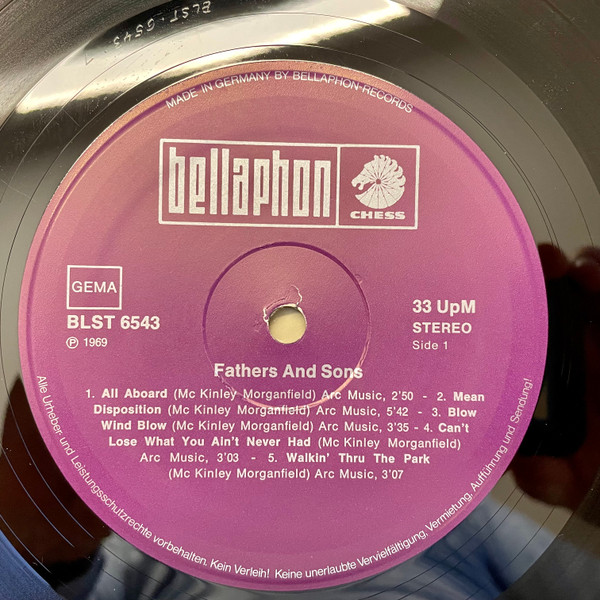 BLST 6543
MADE IN GERMANY BY BELLAPHON-RECORDS
bellaphon
CHESS
GEMA
BLST 6543
Ⓟ 1969
33 UpM
STEREO
Side 1
Fathers And Sons
1. All Aboard (Mc Kinley Morganfield) Arc Music, 2'50 - 2. Mean
Disposition (Mc Kinley Morganfield) Arc Music, 5'42 - 3. Blow
Wind Blow (Mc Kinley Morganfield) Arc Music, 3'35 - 4. Can't
Lose What You Ain't Never Had (Mc Kinley Morganfield)
Arc Music, 3'03 - 5. Walkin' Thru The Park
(Mc Kinley Morganfield) Arc Music, 3'07
Alle Urheber- und Leistungsschutzrechte vorbehalten. Kein Verleih! Keine unerlaubte Vervielfältigung, Vermietung, Aufführung und Sendung!